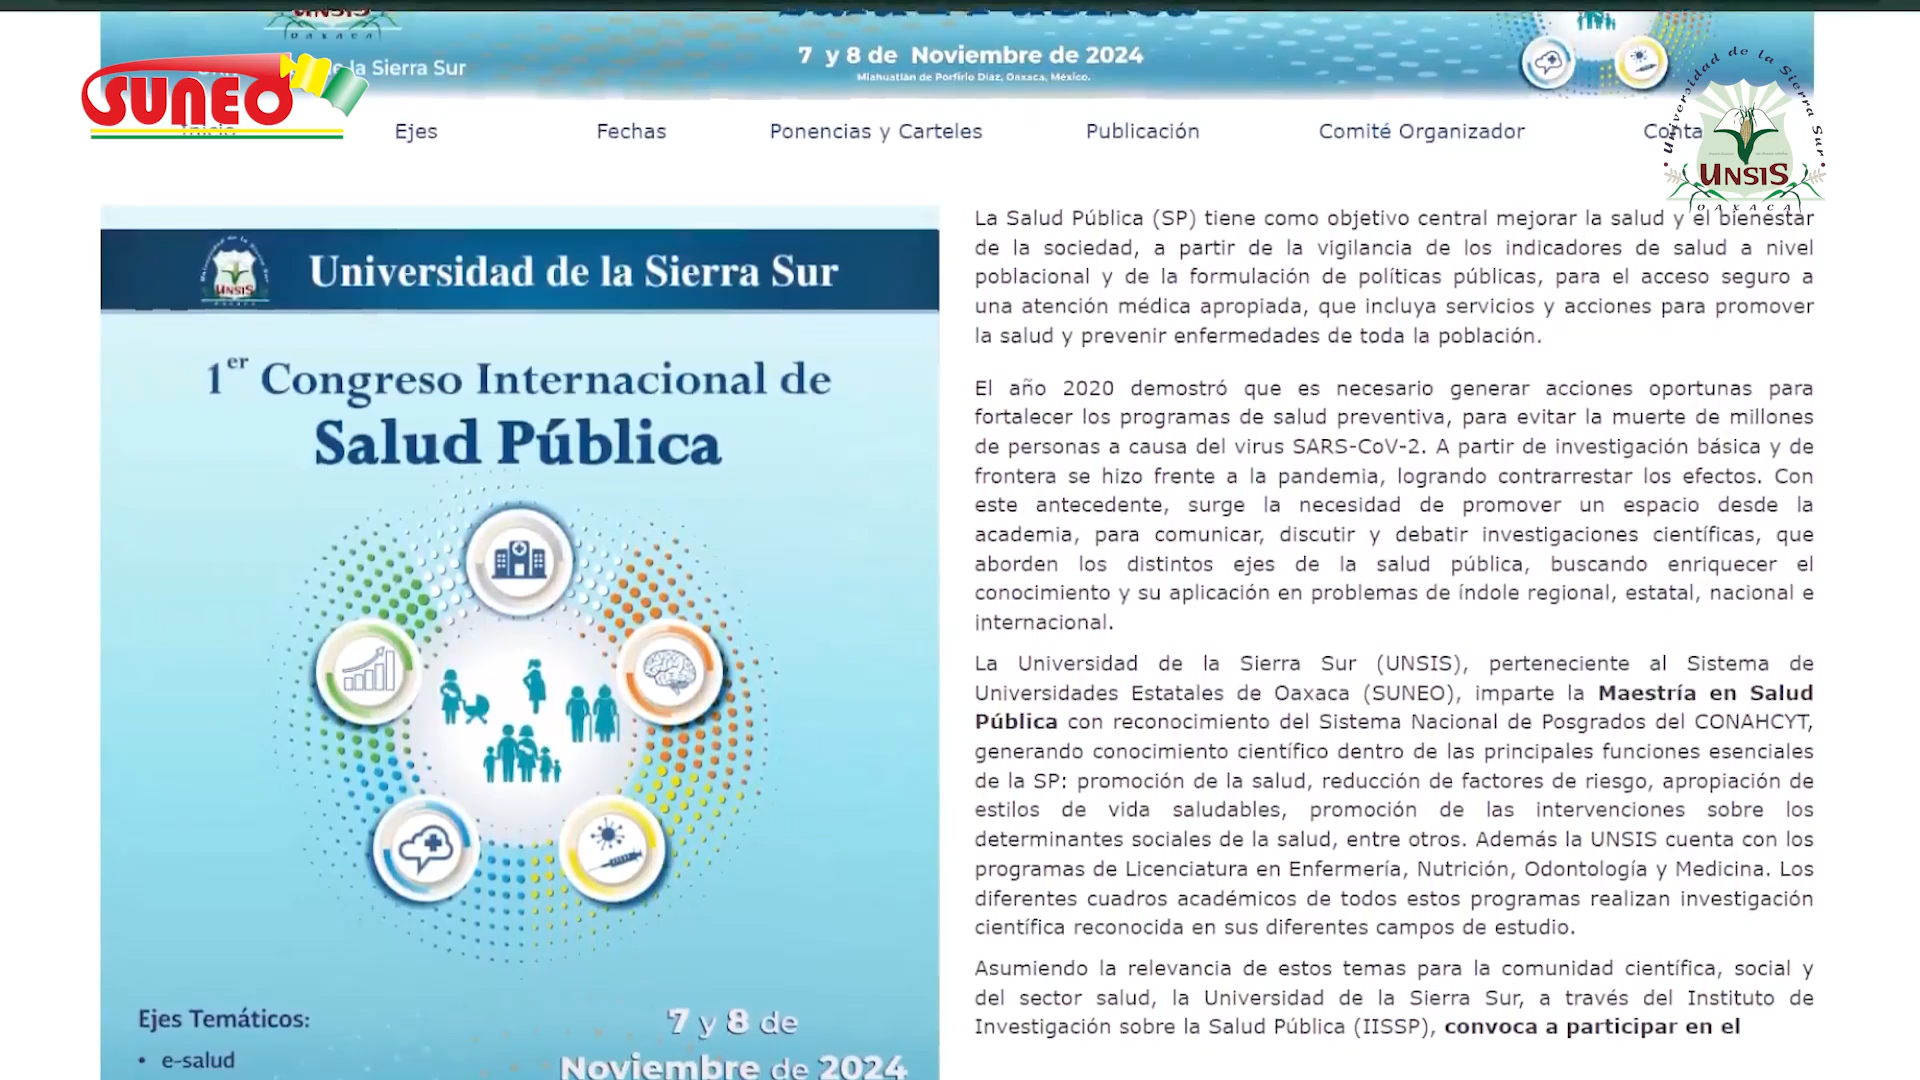 UNSIS
OAXACA
7 y 8 de Noviembre de 2024
de la Sierra Sur
Miahuatlán de Porfirio Díaz, Oaxaca, México.
SUNEO
Universidad de la Sierra Sur
UNSIS
OAXACA
Inicio
Ejes
Fechas
Ponencias y Carteles
Publicación
Comité Organizador
Conta
UNSIS
Universidad de la Sierra Sur
1er Congreso Internacional de
Salud Pública
Ejes Temáticos:
• e-salud
7 y 8 de
Noviembre de 2024
La Salud Pública (SP) tiene como objetivo central mejorar la salud y el bienestar
de la sociedad, a partir de la vigilancia de los indicadores de salud a nivel
poblacional y de la formulación de políticas públicas, para el acceso seguro a
una atención médica apropiada, que incluya servicios y acciones para promover
la salud y prevenir enfermedades de toda la población.
El año 2020 demostró que es necesario generar acciones oportunas para
fortalecer los programas de salud preventiva, para evitar la muerte de millones
de personas a causa del virus SARS-CoV-2. A partir de investigación básica y de
frontera se hizo frente a la pandemia, logrando contrarrestar los efectos. Con
este antecedente, surge la necesidad de promover un espacio desde la
academia, para comunicar, discutir y debatir investigaciones científicas, que
aborden los distintos ejes de la salud pública, buscando enriquecer el
conocimiento y su aplicación en problemas de índole regional, estatal, nacional e
internacional.
La Universidad de la Sierra Sur (UNSIS), perteneciente al Sistema de
Universidades Estatales de Oaxaca (SUNEO), imparte la Maestría en Salud
Pública con reconocimiento del Sistema Nacional de Posgrados del CONAHCYT,
generando conocimiento científico dentro de las principales funciones esenciales
de la SP: promoción de la salud, reducción de factores de riesgo, apropiación de
estilos de vida saludables, promoción de las intervenciones sobre los
determinantes sociales de la salud, entre otros. Además la UNSIS cuenta con los
programas de Licenciatura en Enfermería, Nutrición, Odontología y Medicina. Los
diferentes cuadros académicos de todos estos programas realizan investigación
científica reconocida en sus diferentes campos de estudio.
Asumiendo la relevancia de estos temas para la comunidad científica, social y
del sector salud, la Universidad de la Sierra Sur, a través del Instituto de
Investigación sobre la Salud Pública (IISSP), convoca a participar en el